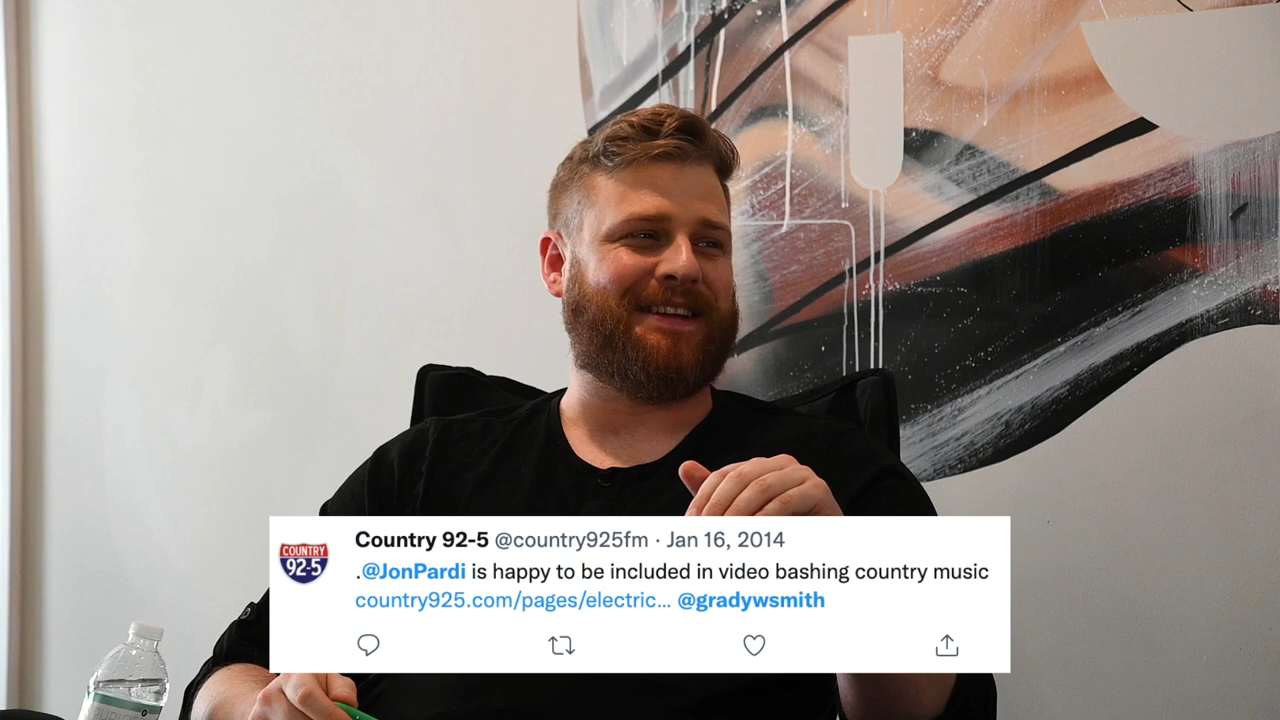 Country 92-5 @country925fm · Jan 16, 2014
COUNTRY
92-5
.@JonPardi is happy to be included in video bashing country music
country925.com/pages/electric... @gradywsmith